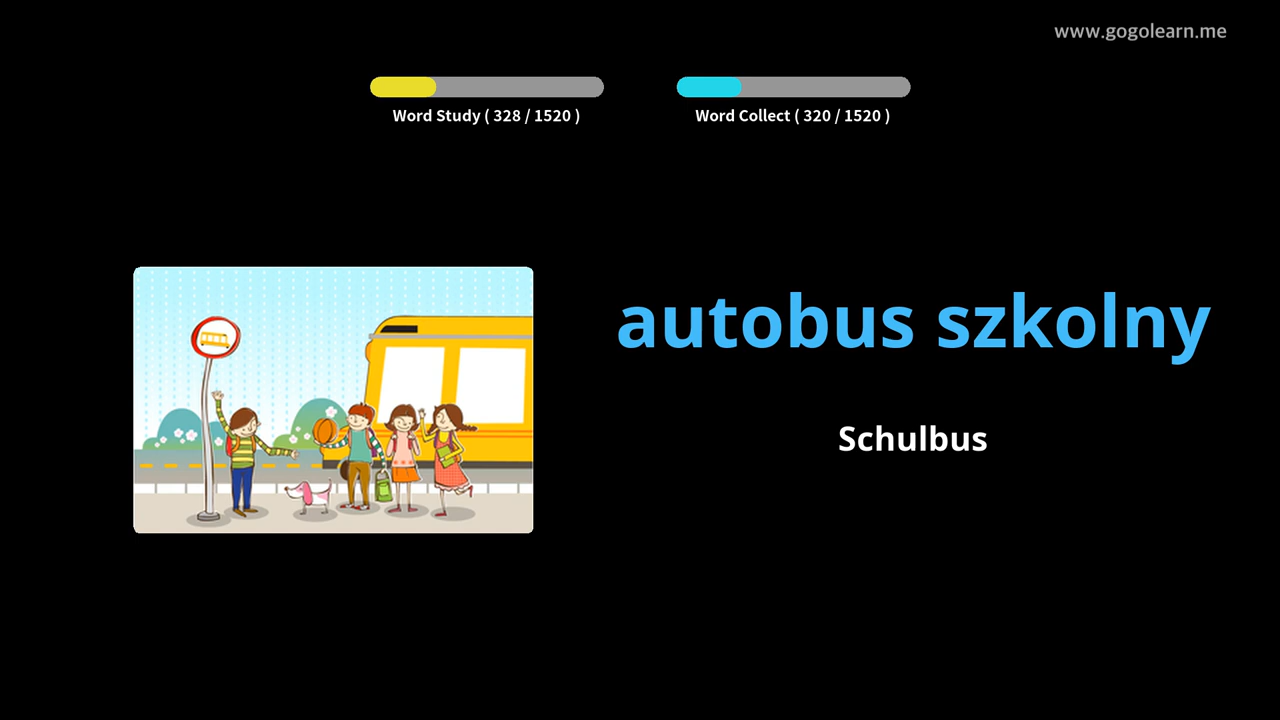 www.gogolearn.me
Word Study ( 328 / 1520 )
Word Collect ( 320 / 1520 )
autobus szkolny
Schulbus